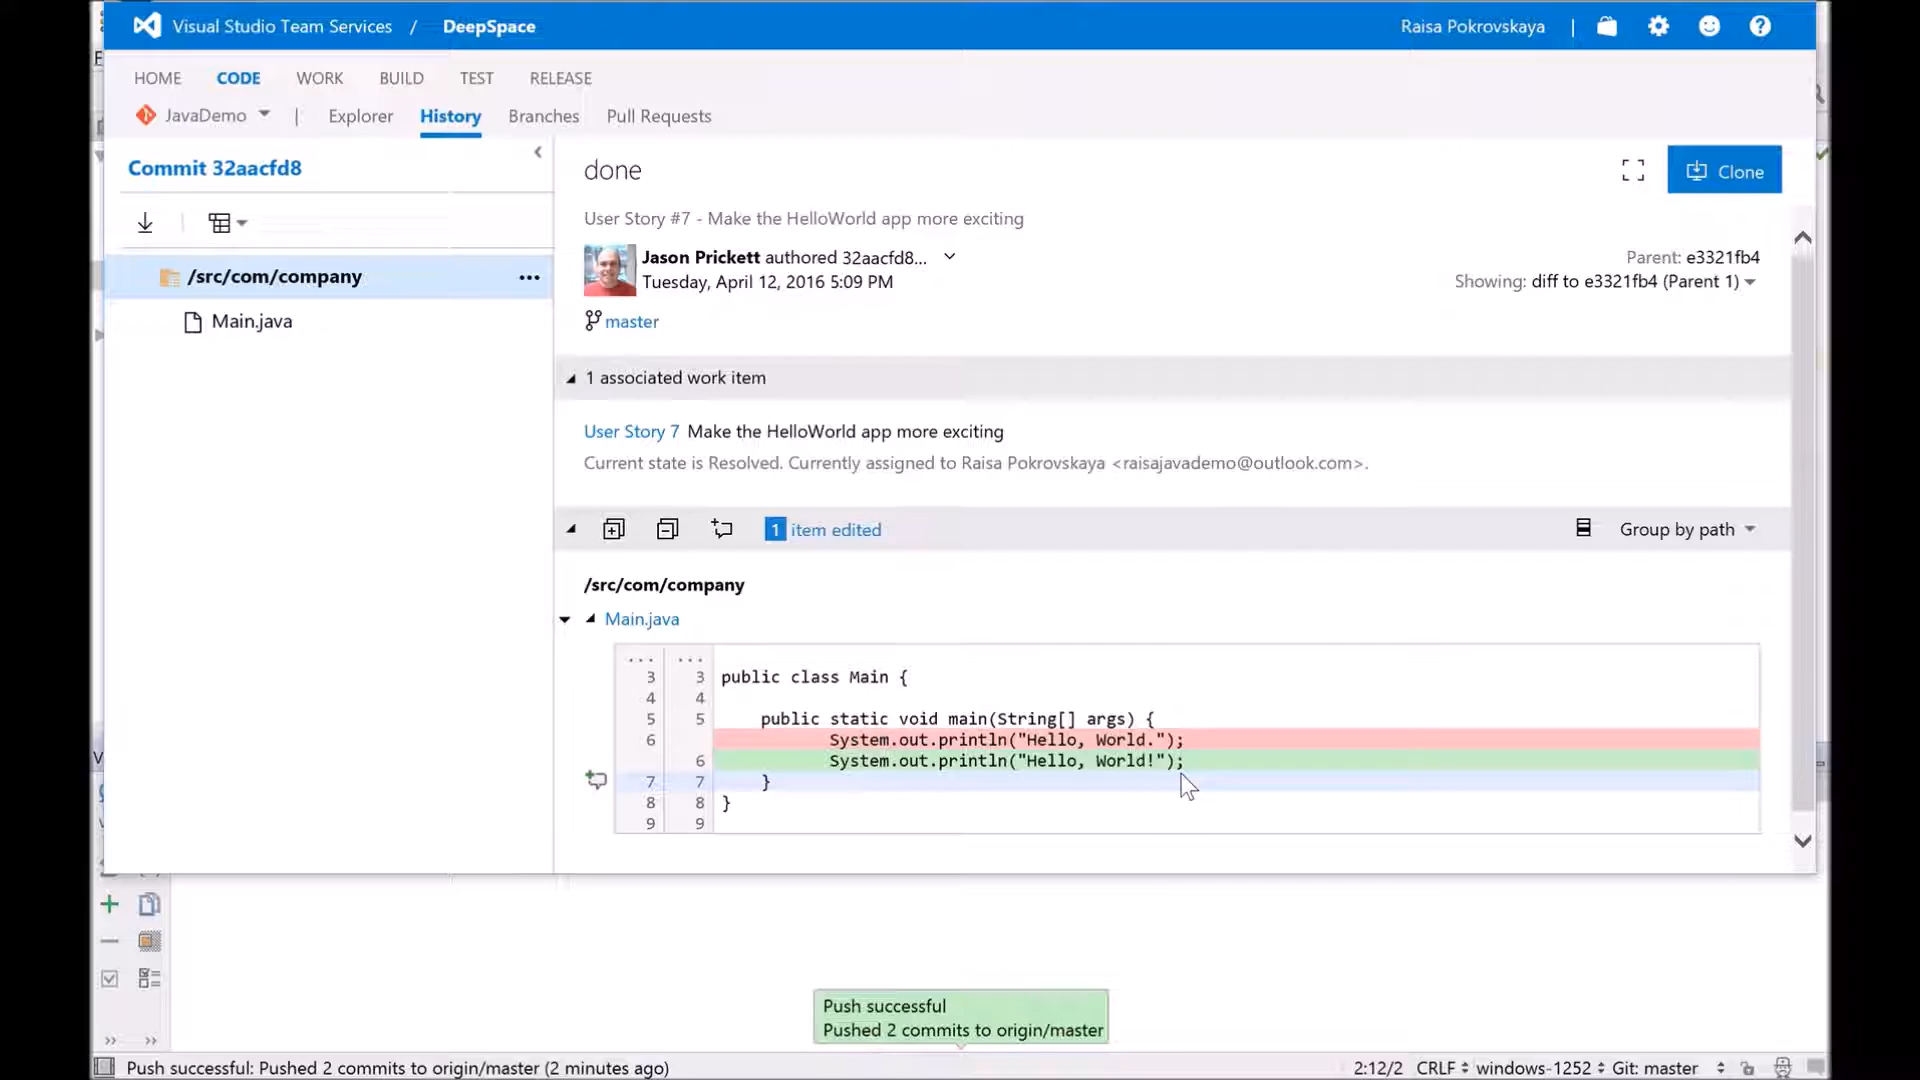 Visual Studio Team Services / DeepSpace
Raisa Pokrovskaya |
HOME CODE WORK BUILD TEST RELEASE
JavaDemo | Explorer History Branches Pull Requests
Commit 32aacfd8
/src/com/company ...
Main.java
done
Clone
User Story #7 - Make the HelloWorld app more exciting
Jason Prickett authored 32aacfd8...
Parent: e3321fb4
Tuesday, April 12, 2016 5:09 PM
Showing: diff to e3321fb4 (Parent 1)
master
1 associated work item
User Story 7 Make the HelloWorld app more exciting
Current state is Resolved. Currently assigned to Raisa Pokrovskaya <raisajavademo@outlook.com>.
1 item edited
Group by path
/src/com/company
Main.java
... ...
3 3 public class Main {
4 4
5 5 public static void main(String[] args) {
6 System.out.println("Hello, World.");
6 System.out.println("Hello, World!");
7 7 }
8 8 }
9 9
Push successful
Pushed 2 commits to origin/master
Push successful: Pushed 2 commits to origin/master (2 minutes ago)
2:12/2 CRLF windows-1252 Git: master